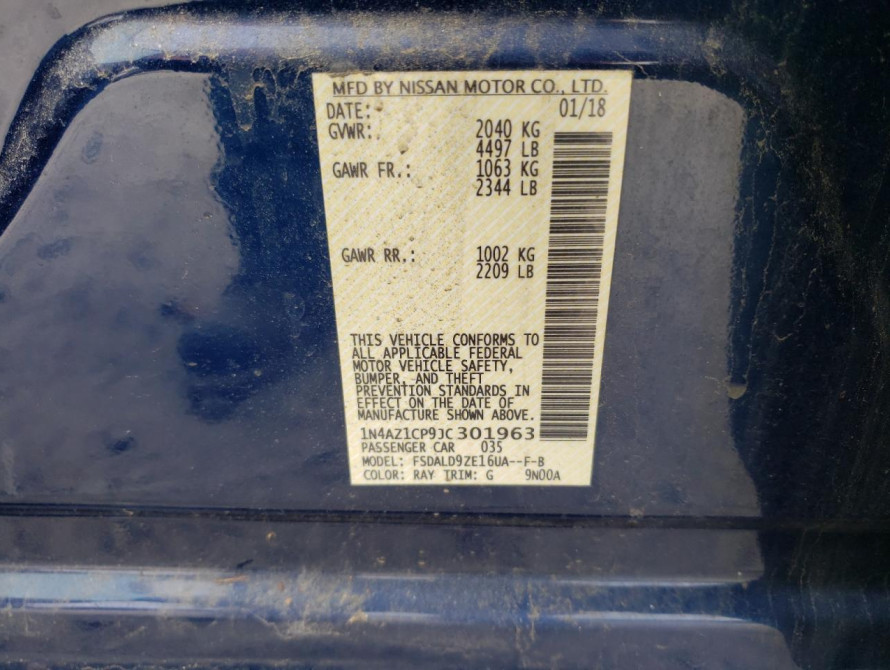 MFD BY NISSAN MOTOR CO., LTD.
DATE: 01/18
GVWR: 2040 KG
4497 LB
GAWR FR.: 1063 KG
2344 LB
GAWR RR.: 1002 KG
2209 LB
THIS VEHICLE CONFORMS TO
ALL APPLICABLE FEDERAL
MOTOR VEHICLE SAFETY,
BUMPER, AND THEFT
PREVENTION STANDARDS IN
EFFECT ON THE DATE OF
MANUFACTURE SHOWN ABOVE.
1N4AZ1CP9JC301963
PASSENGER CAR 035
MODEL: FSDALD9ZE16UA--F-B
COLOR: RAY TRIM: G 9N00A